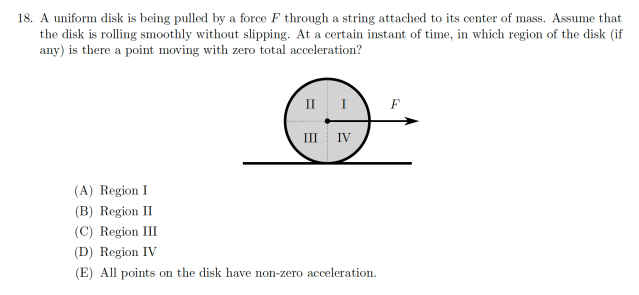 18. A uniform disk is being pulled by a force F through a string attached to its center of mass. Assume that
the disk is rolling smoothly without slipping. At a certain instant of time, in which region of the disk (if
any) is there a point moving with zero total acceleration?
II I F
III IV
(A) Region I
(B) Region II
(C) Region III
(D) Region IV
(E) All points on the disk have non-zero acceleration.